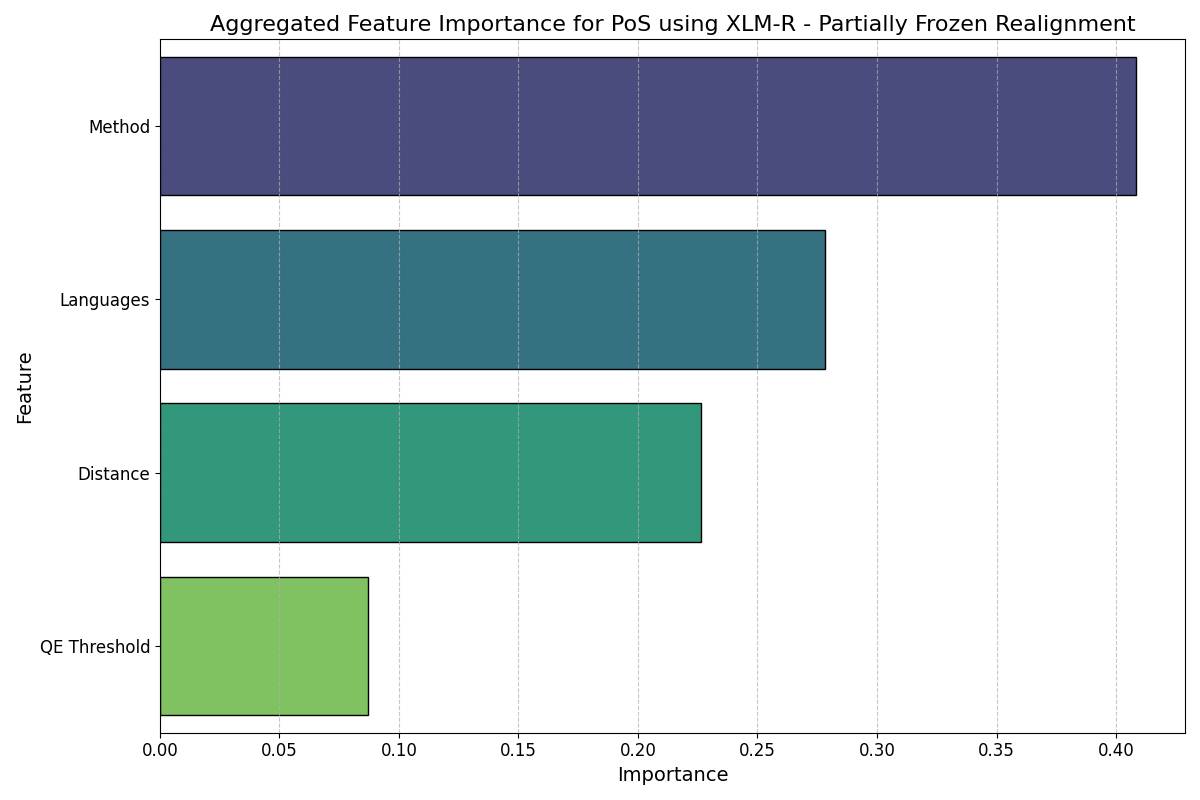 Aggregated Feature Importance for PoS using XLM-R - Partially Frozen Realignment
Method
Languages
Distance
QE Threshold
Feature
0.00 0.05 0.10 0.15 0.20 0.25 0.30 0.35 0.40
Importance